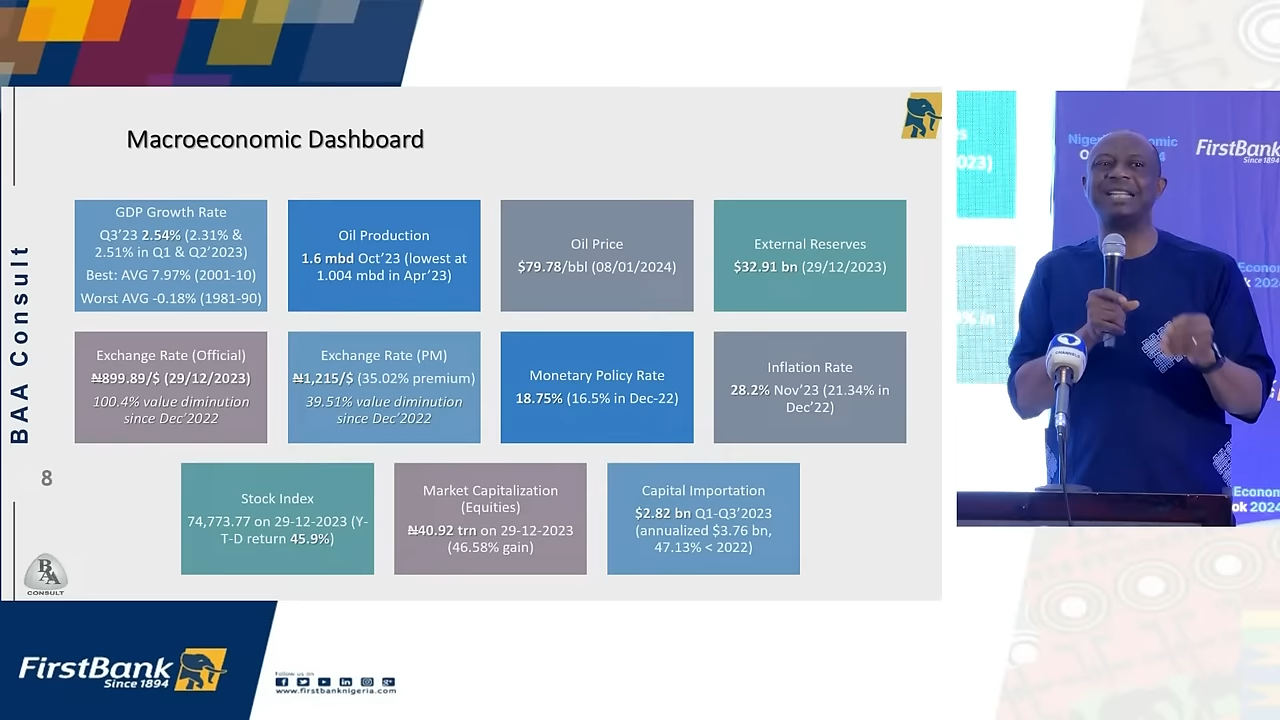 Macroeconomic Dashboard
GDP Growth Rate
Q3'23 2.54% (2.31% &
2.51% in Q1 & Q2'2023)
Best: AVG 7.97% (2001-10)
Worst AVG -0.18% (1981-90)
Oil Production
1.6 mbd Oct'23 (lowest at
1.004 mbd in Apr'23)
Oil Price
$79.78/bbl (08/01/2024)
External Reserves
$32.91 bn (29/12/2023)
Exchange Rate (Official)
₦899.89/$ (29/12/2023)
100.4% value diminution
since Dec'2022
Exchange Rate (PM)
₦1,215/$ (35.02% premium)
39.51% value diminution
since Dec'2022
Monetary Policy Rate
18.75% (16.5% in Dec-22)
Inflation Rate
28.2% Nov'23 (21.34% in
Dec'22)
Stock Index
74,773.77 on 29-12-2023 (Y-
T-D return 45.9%)
Market Capitalization
(Equities)
₦40.92 trn on 29-12-2023
(46.58% gain)
Capital Importation
$2.82 bn Q1-Q3'2023
(annualized $3.76 bn,
47.13% < 2022)
BAA Consult
8
BAA
CONSULT
FirstBank
Since 1894
Follow us on
www.firstbanknigeria.com
023)
FirstBank
Since 1894
CHANNELS
Econom